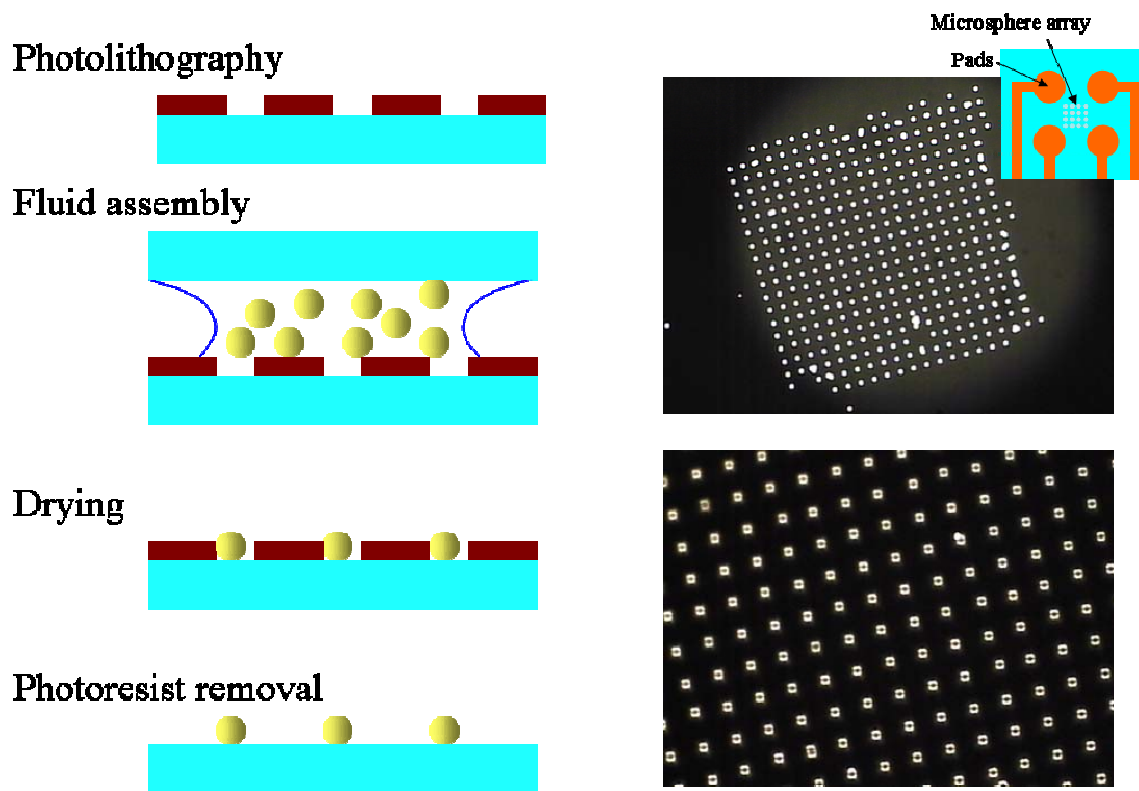 Photolithography
Fluid assembly
Drying
Photoresist removal
Microsphere array
Pads